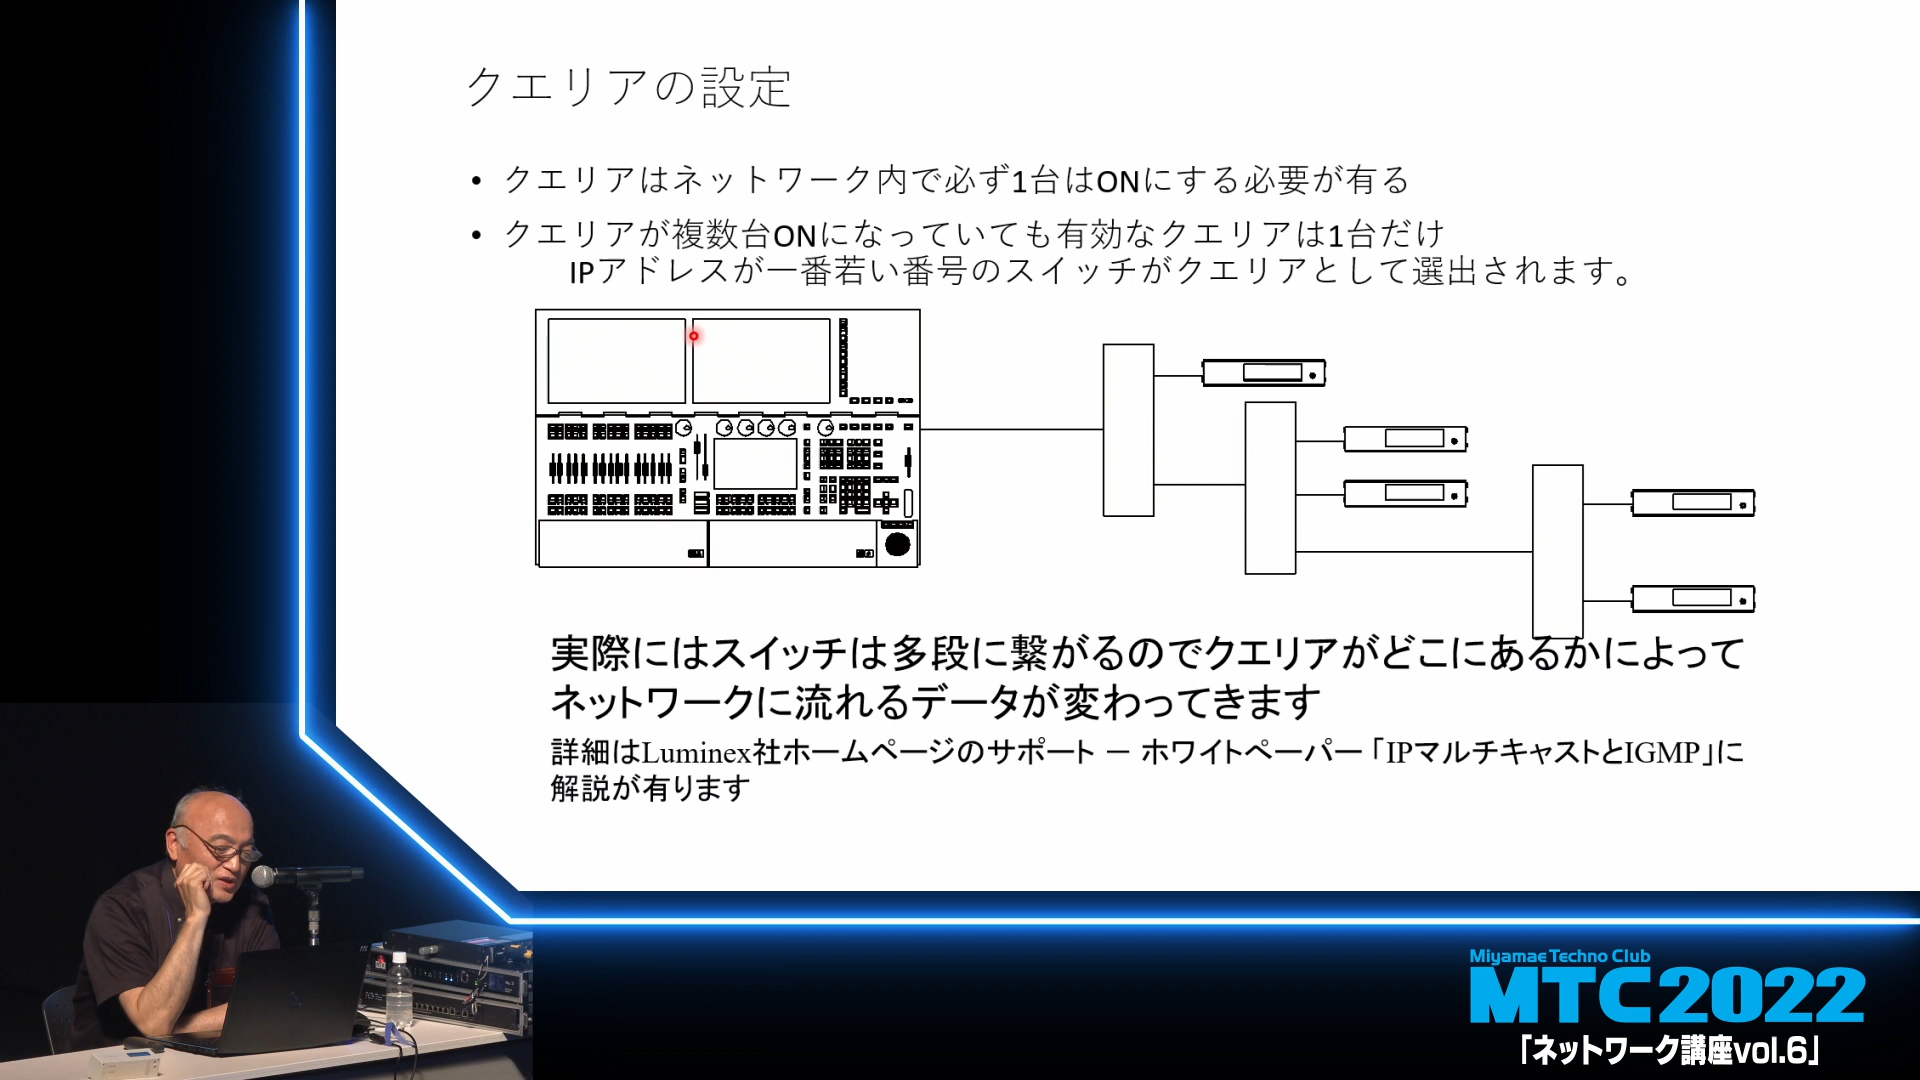 クエリアの設定
• クエリアはネットワーク内で必ず1台はONにする必要が有る
• クエリアが複数台ONになっていても有効なクエリアは1台だけ
IPアドレスが一番若い番号のスイッチがクエリアとして選出されます。
実際にはスイッチは多段に繋がるのでクエリアがどこにあるかによって
ネットワークに流れるデータが変わってきます
詳細はLuminex社ホームページのサポート － ホワイトペーパー「IPマルチキャストとIGMP」に
解説が有ります
Miyamae Techno Club
MTC2022
「ネットワーク講座vol.6」